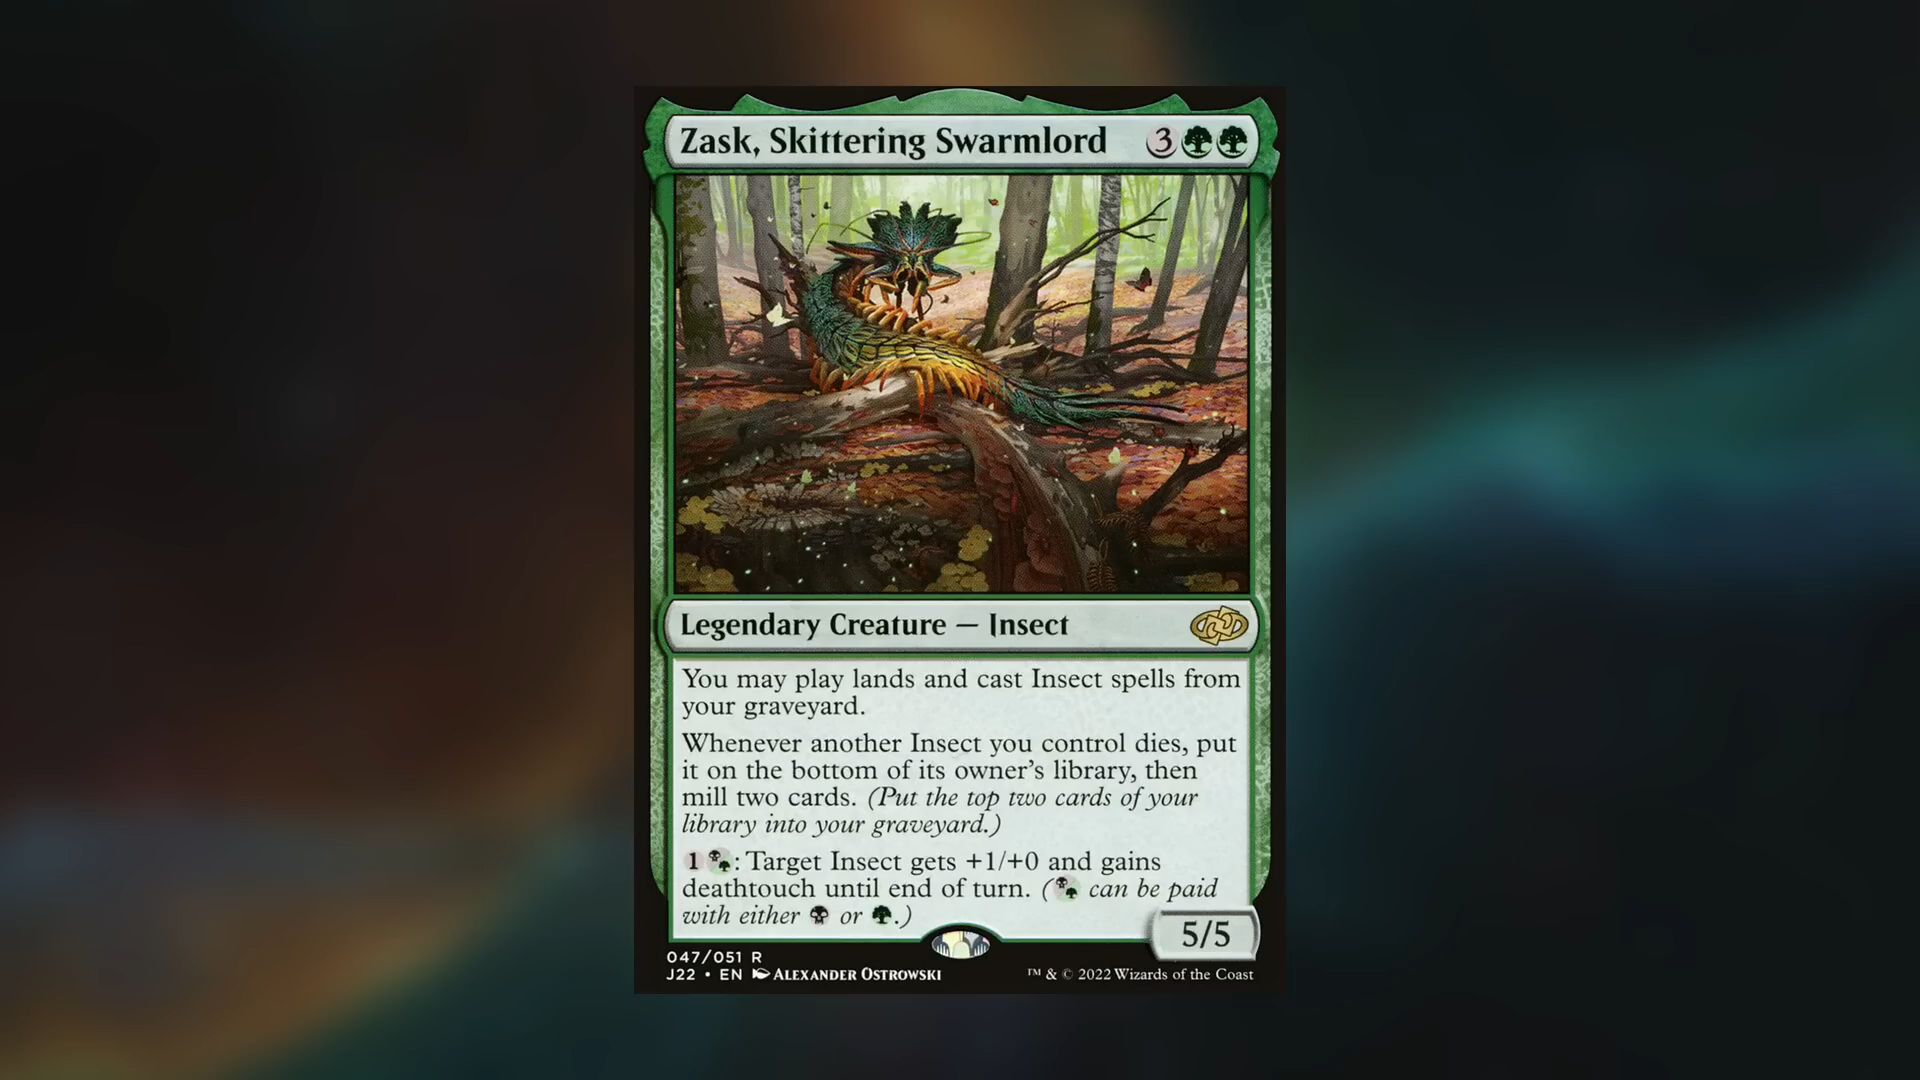 Zask, Skittering Swarmlord 3
Legendary Creature — Insect
You may play lands and cast Insect spells from
your graveyard.
Whenever another Insect you control dies, put
it on the bottom of its owner's library, then
mill two cards. (Put the top two cards of your
library into your graveyard.)
1 : Target Insect gets +1/+0 and gains
deathtouch until end of turn. ( can be paid
with either or .)
5/5
047/051 R
J22 • EN ALEXANDER OSTROWSKI
™ & © 2022 Wizards of the Coast